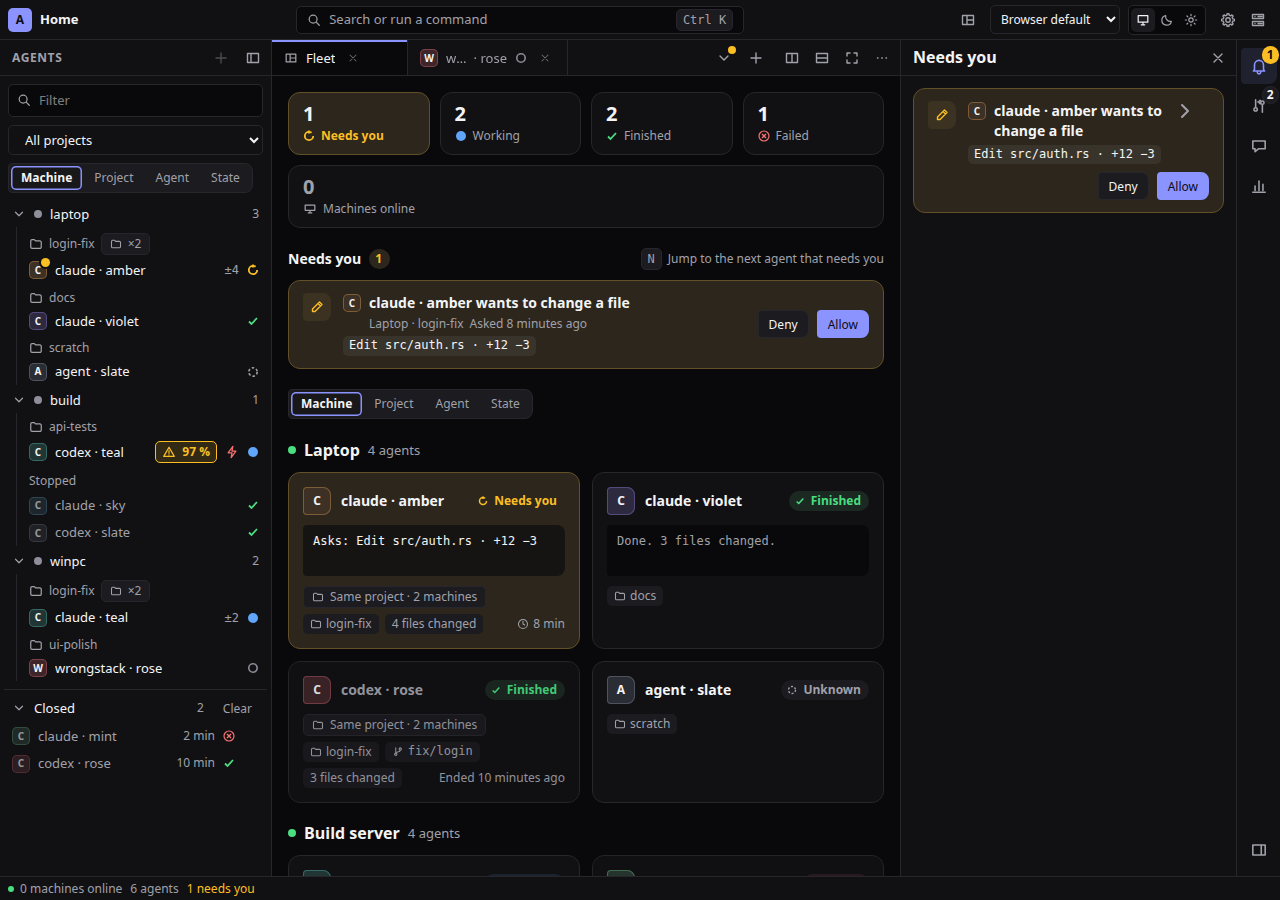 A Home
Search or run a command Ctrl K
Browser default
AGENTS
Filter
All projects
Machine Project Agent State
laptop 3
login-fix ×2
C claude · amber ±4
docs
C claude · violet
scratch
A agent · slate
build 1
api-tests
C codex · teal 97 %
Stopped
C claude · sky
C codex · slate
winpc 2
login-fix ×2
C claude · teal ±2
ui-polish
W wrongstack · rose
Closed 2 Clear
C claude · mint 2 min
C codex · rose 10 min
Fleet
W w… · rose
1
Needs you
2
Working
2
Finished
1
Failed
0
Machines online
Needs you 1
N Jump to the next agent that needs you
C claude · amber wants to change a file
Laptop · login-fix Asked 8 minutes ago
Edit src/auth.rs · +12 −3
Deny Allow
Machine Project Agent State
Laptop 4 agents
C claude · amber Needs you
Asks: Edit src/auth.rs · +12 −3
Same project · 2 machines
login-fix 4 files changed 8 min
C claude · violet Finished
Done. 3 files changed.
docs
C codex · rose Finished
Same project · 2 machines
login-fix fix/login
3 files changed Ended 10 minutes ago
A agent · slate Unknown
scratch
Build server 4 agents
Needs you
C claude · amber wants to
change a file
Edit src/auth.rs · +12 −3
Deny Allow
1
2
0 machines online 6 agents 1 needs you